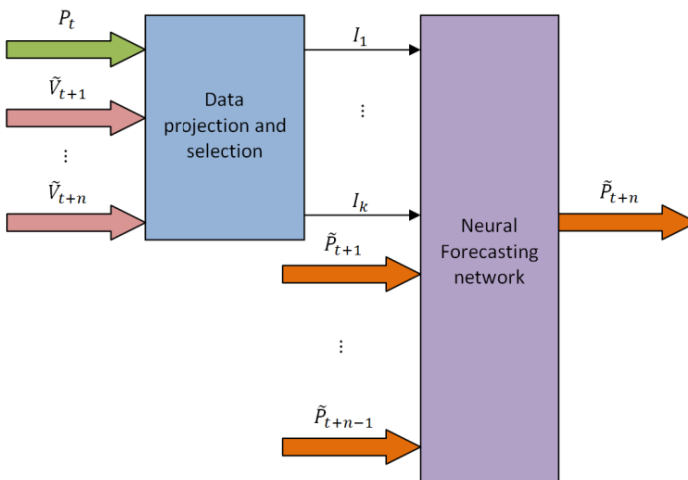 P_t
Ṽ_{t+1}
⋮
Ṽ_{t+n}
Data
projection and
selection
I_1
⋮
I_k
P̃_{t+1}
⋮
P̃_{t+n−1}
Neural
Forecasting
network
P̃_{t+n}